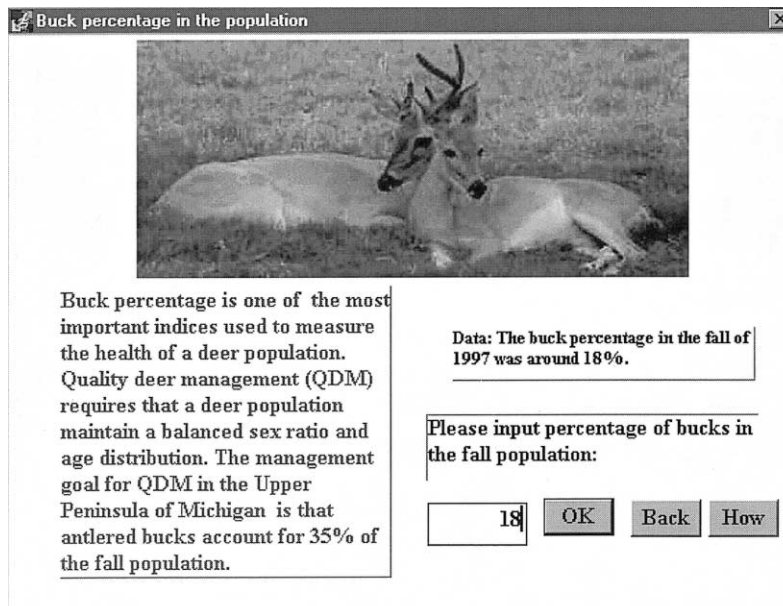 Buck percentage in the population
Buck percentage is one of the most
important indices used to measure
the health of a deer population.
Quality deer management (QDM)
requires that a deer population
maintain a balanced sex ratio and
age distribution. The management
goal for QDM in the Upper
Peninsula of Michigan is that
antlered bucks account for 35% of
the fall population.
Data: The buck percentage in the fall of
1997 was around 18%.
Please input percentage of bucks in
the fall population:
18 OK Back How